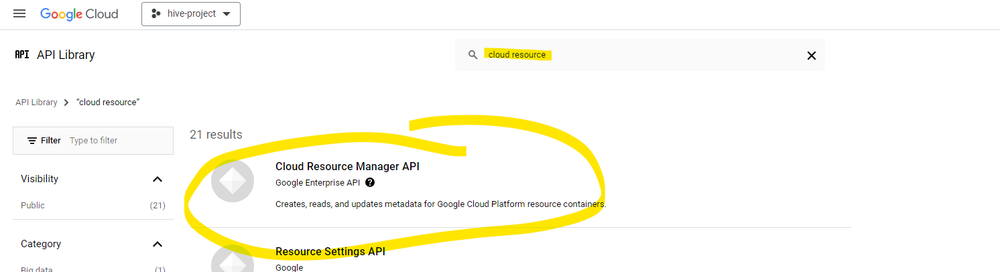 Google Cloud
hive-project
API API Library
cloud resource
API Library > “cloud resource”
Filter Type to filter
21 results
Visibility
Public (21)
Category
Big data (1)
Cloud Resource Manager API
Google Enterprise API ?
Creates, reads, and updates metadata for Google Cloud Platform resource containers.
Resource Settings API
Google